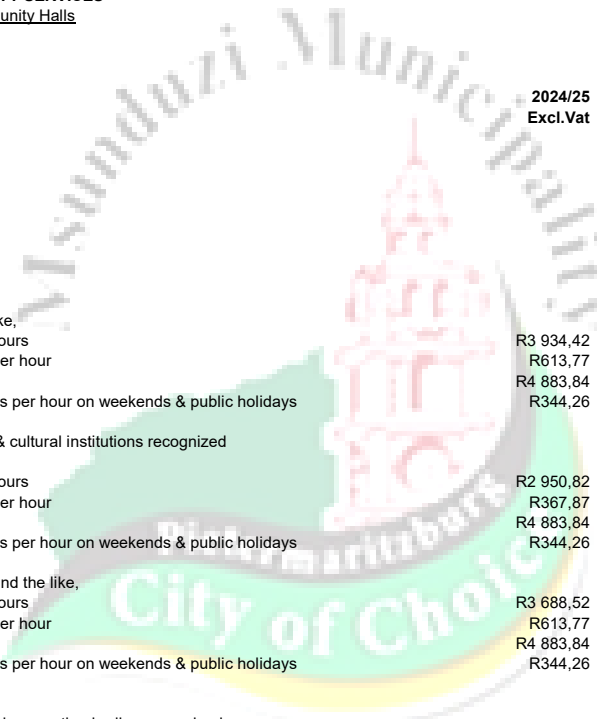 unity Halls
2024/25
Excl.Vat
Msunduzi Municipality
ke,
ours R3 934,42
er hour R613,77
R4 883,84
s per hour on weekends & public holidays R344,26
& cultural institutions recognized
ours R2 950,82
er hour R367,87
R4 883,84
s per hour on weekends & public holidays R344,26
Pietermaritzburg
nd the like,
City of Choic
ours R3 688,52
er hour R613,77
R4 883,84
s per hour on weekends & public holidays R344,26